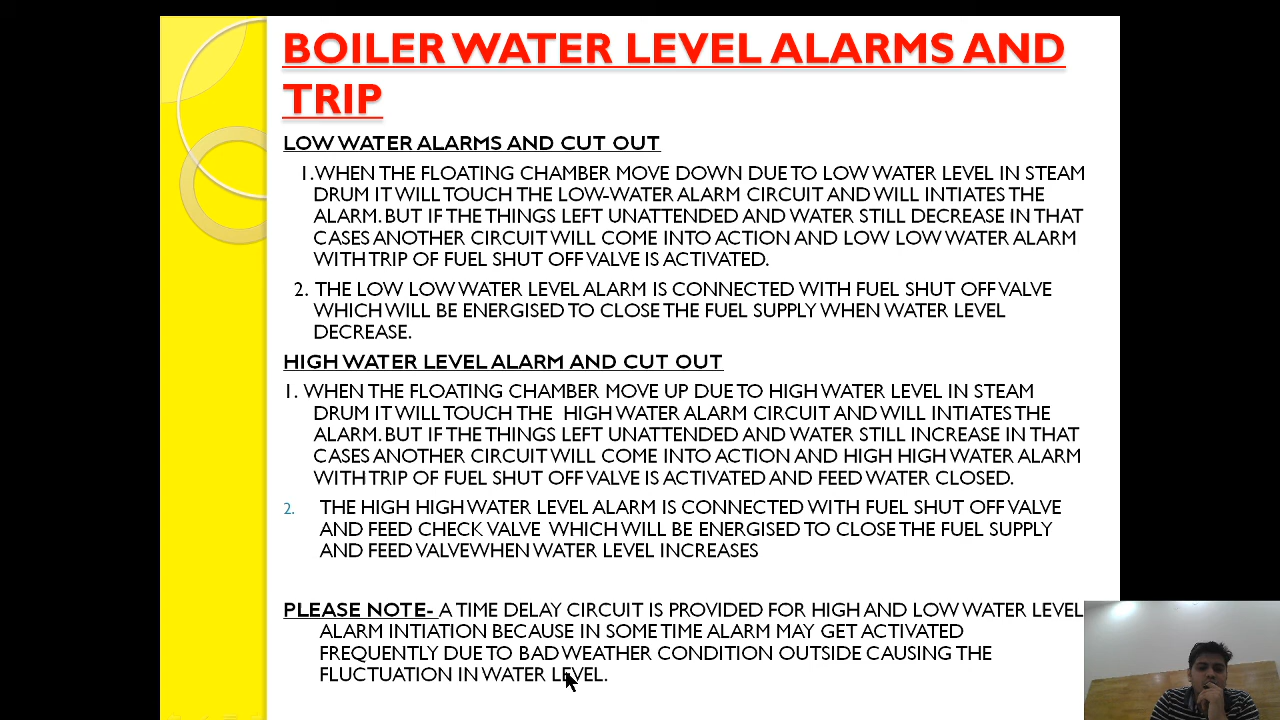 BOILER WATER LEVEL ALARMS AND
TRIP
LOW WATER ALARMS AND CUT OUT
1.WHEN THE FLOATING CHAMBER MOVE DOWN DUE TO LOW WATER LEVEL IN STEAM
DRUM IT WILL TOUCH THE LOW-WATER ALARM CIRCUIT AND WILL INTIATES THE
ALARM. BUT IF THE THINGS LEFT UNATTENDED AND WATER STILL DECREASE IN THAT
CASES ANOTHER CIRCUIT WILL COME INTO ACTION AND LOW LOW WATER ALARM
WITH TRIP OF FUEL SHUT OFF VALVE IS ACTIVATED.
2. THE LOW LOW WATER LEVEL ALARM IS CONNECTED WITH FUEL SHUT OFF VALVE
WHICH WILL BE ENERGISED TO CLOSE THE FUEL SUPPLY WHEN WATER LEVEL
DECREASE.
HIGH WATER LEVEL ALARM AND CUT OUT
1. WHEN THE FLOATING CHAMBER MOVE UP DUE TO HIGH WATER LEVEL IN STEAM
DRUM IT WILL TOUCH THE HIGH WATER ALARM CIRCUIT AND WILL INTIATES THE
ALARM. BUT IF THE THINGS LEFT UNATTENDED AND WATER STILL INCREASE IN THAT
CASES ANOTHER CIRCUIT WILL COME INTO ACTION AND HIGH HIGH WATER ALARM
WITH TRIP OF FUEL SHUT OFF VALVE IS ACTIVATED AND FEED WATER CLOSED.
2. THE HIGH HIGH WATER LEVEL ALARM IS CONNECTED WITH FUEL SHUT OFF VALVE
AND FEED CHECK VALVE WHICH WILL BE ENERGISED TO CLOSE THE FUEL SUPPLY
AND FEED VALVEWHEN WATER LEVEL INCREASES
PLEASE NOTE- A TIME DELAY CIRCUIT IS PROVIDED FOR HIGH AND LOW WATER LEVEL
ALARM INTIATION BECAUSE IN SOME TIME ALARM MAY GET ACTIVATED
FREQUENTLY DUE TO BAD WEATHER CONDITION OUTSIDE CAUSING THE
FLUCTUATION IN WATER LEVEL.